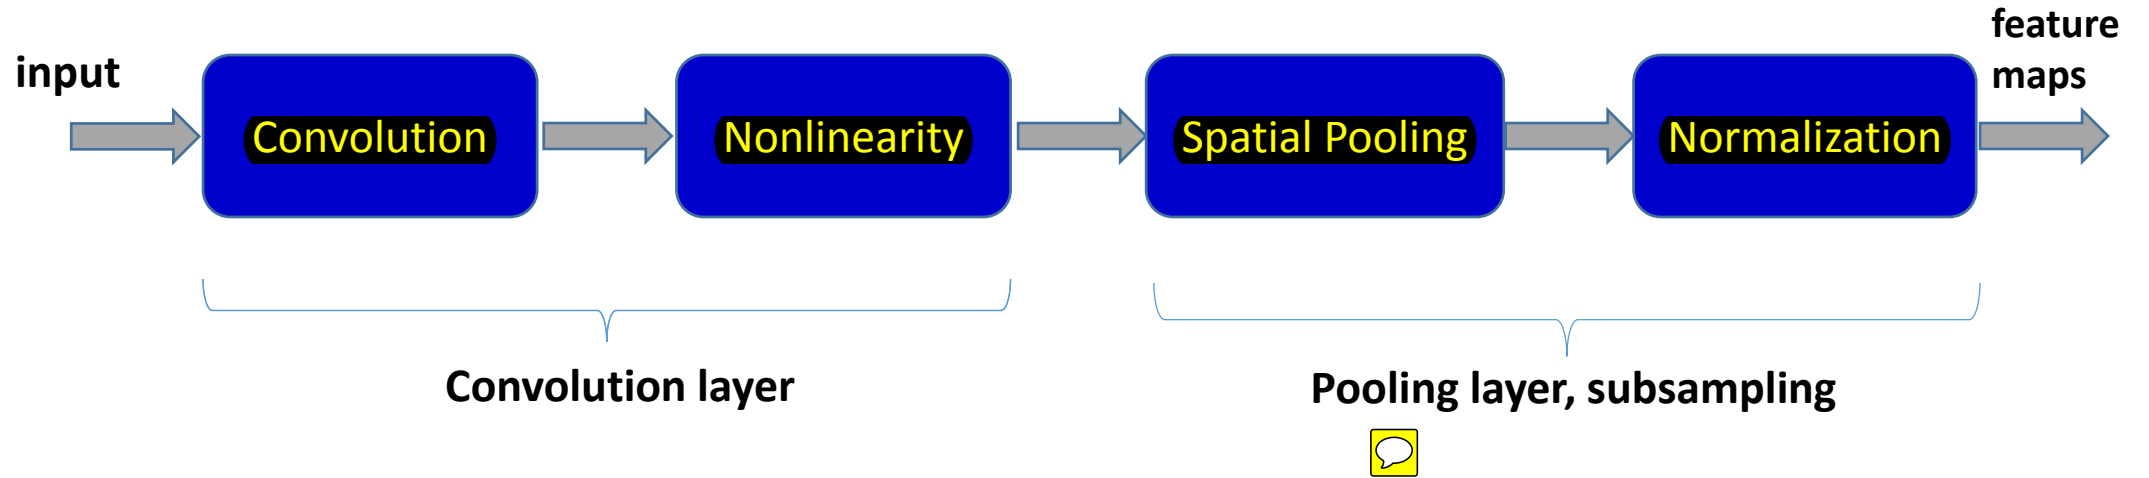 input
Convolution
Nonlinearity
Spatial Pooling
Normalization
feature
maps
Convolution layer
Pooling layer, subsampling